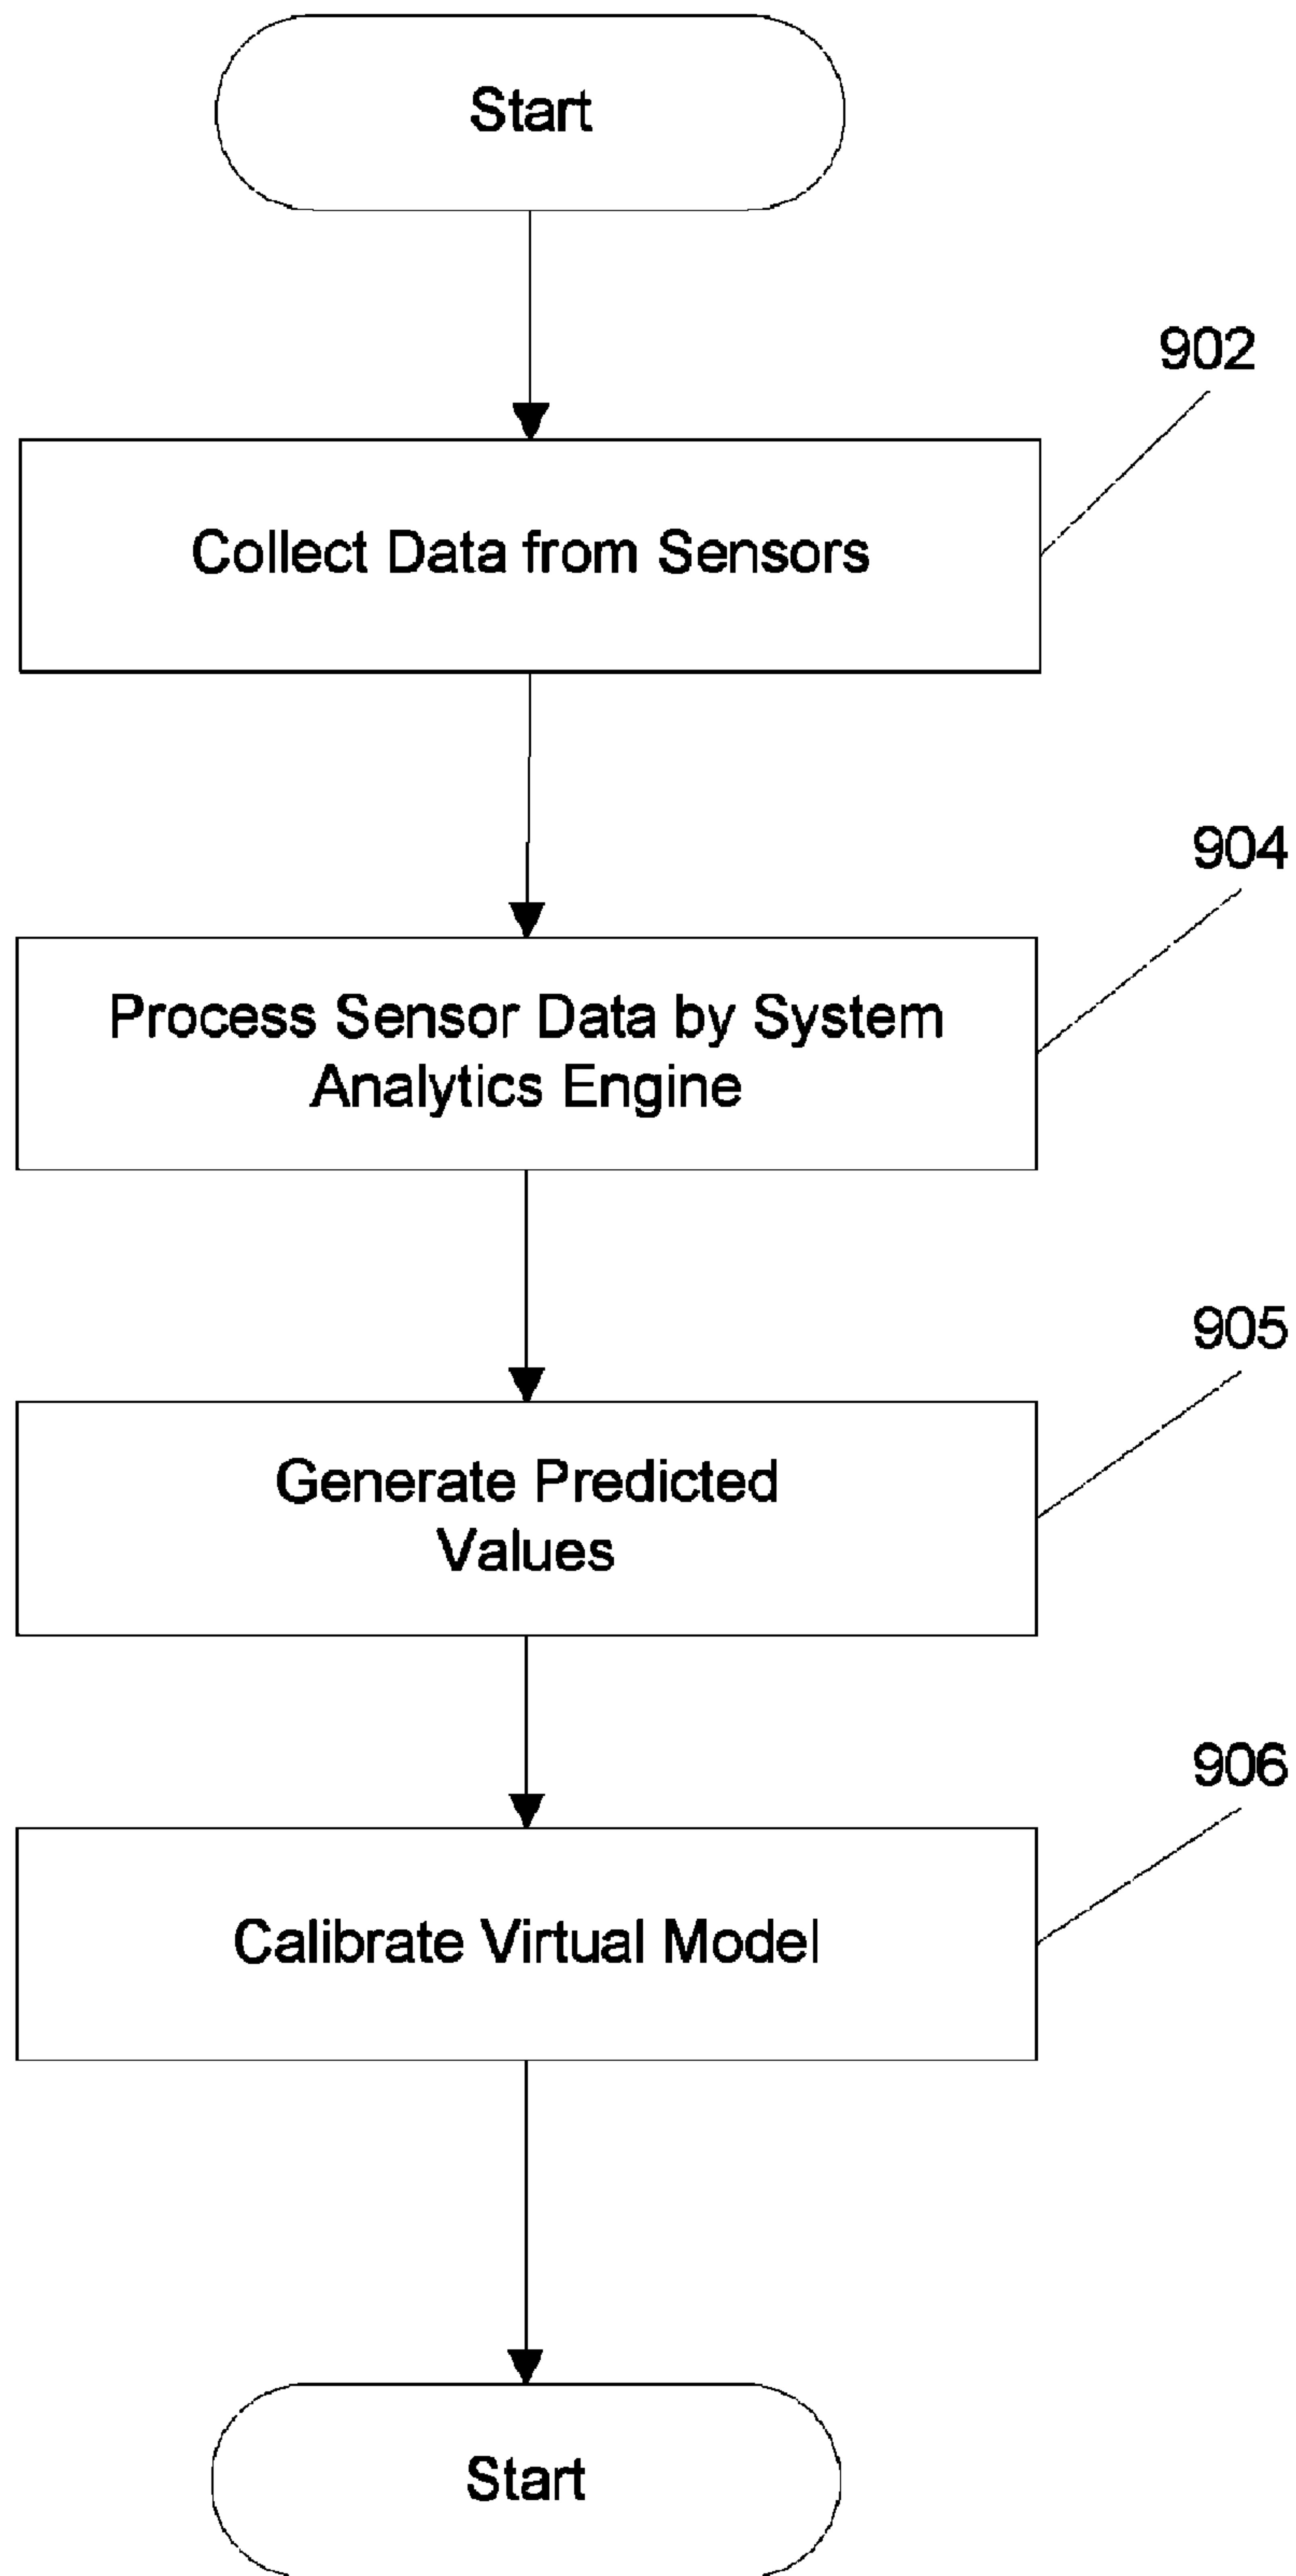 Start
902
Collect Data from Sensors
904
Process Sensor Data by System
Analytics Engine
905
Generate Predicted
Values
906
Calibrate Virtual Model
Start